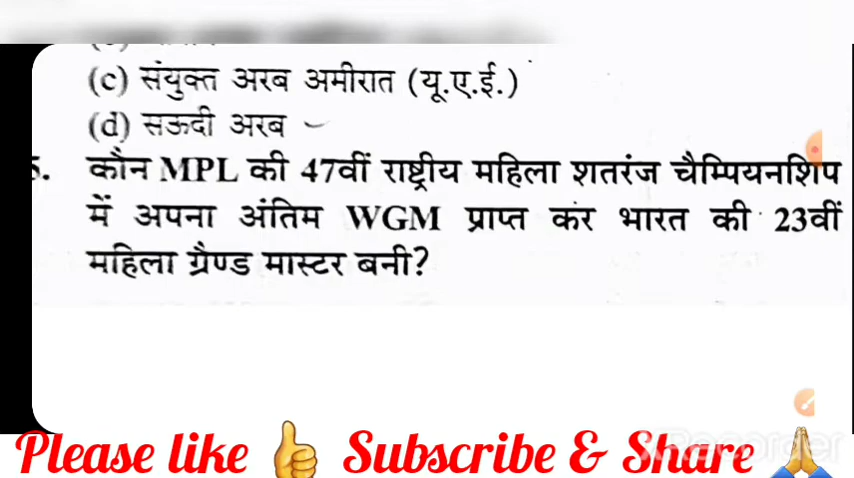 (c) संयुक्त अरब अमीरात (यू.ए.ई.)
(d) सऊदी अरब
5. कौन MPL की 47वीं राष्ट्रीय महिला शतरंज चैम्पियनशिप
में अपना अंतिम WGM प्राप्त कर भारत की 23वीं
महिला ग्रैण्ड मास्टर बनी?
Please like 👍 Subscribe & Share 🙏